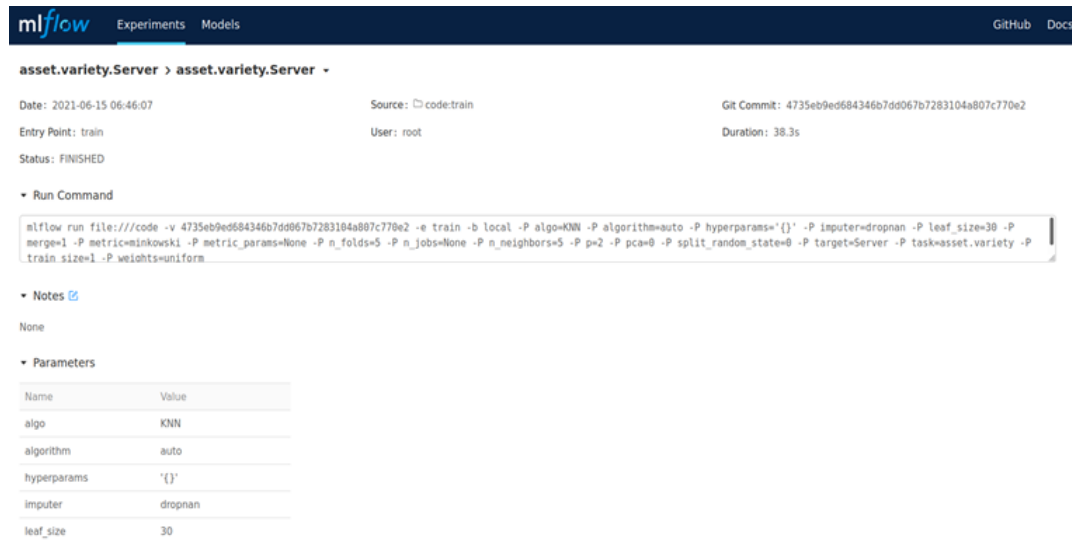 mlflow Experiments Models GitHub Docs
asset.variety.Server > asset.variety.Server
Date: 2021-06-15 06:46:07 Source: code:train Git Commit: 4735eb9ed684346b7dd067b7283104a807c770e2
Entry Point: train User: root Duration: 38.3s
Status: FINISHED
Run Command
mlflow run file:///code -v 4735eb9ed684346b7dd067b7283104a807c770e2 -e train -b local -P algo=KNN -P algorithm=auto -P hyperparams='{}' -P imputer=dropnan -P leaf_size=30 -P
merge=1 -P metric=minkowski -P metric_params=None -P n_folds=5 -P n_jobs=None -P n_neighbors=5 -P p=2 -P pca=0 -P split_random_state=0 -P target=Server -P task=asset.variety -P
train_size=1 -P weights=uniform
Notes
None
Parameters
Name Value
algo KNN
algorithm auto
hyperparams '{}'
imputer dropnan
leaf_size 30